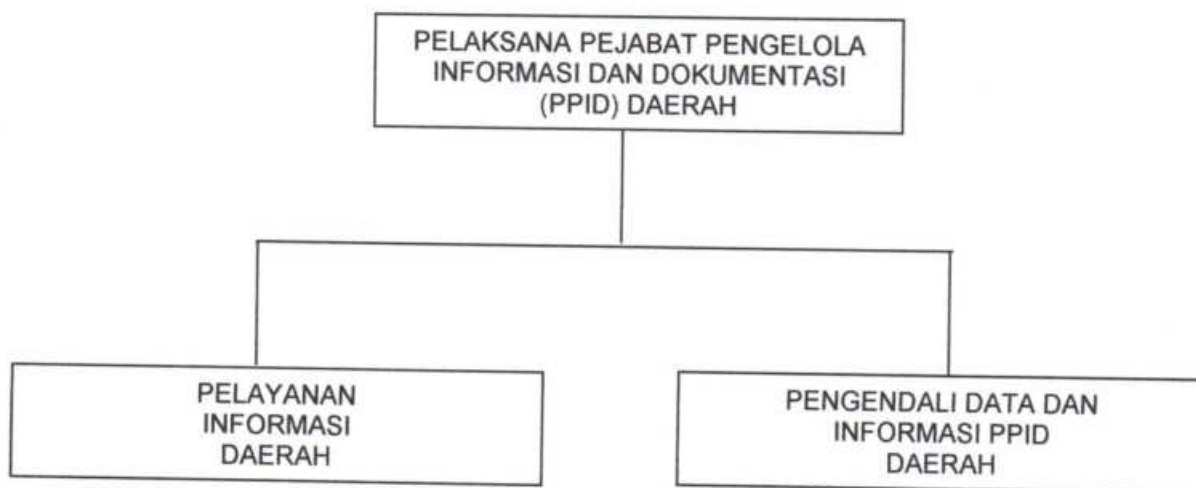 PELAKSANA PEJABAT PENGELOLA
INFORMASI DAN DOKUMENTASI
(PPID) DAERAH
PELAYANAN
INFORMASI
DAERAH
PENGENDALI DATA DAN
INFORMASI PPID
DAERAH